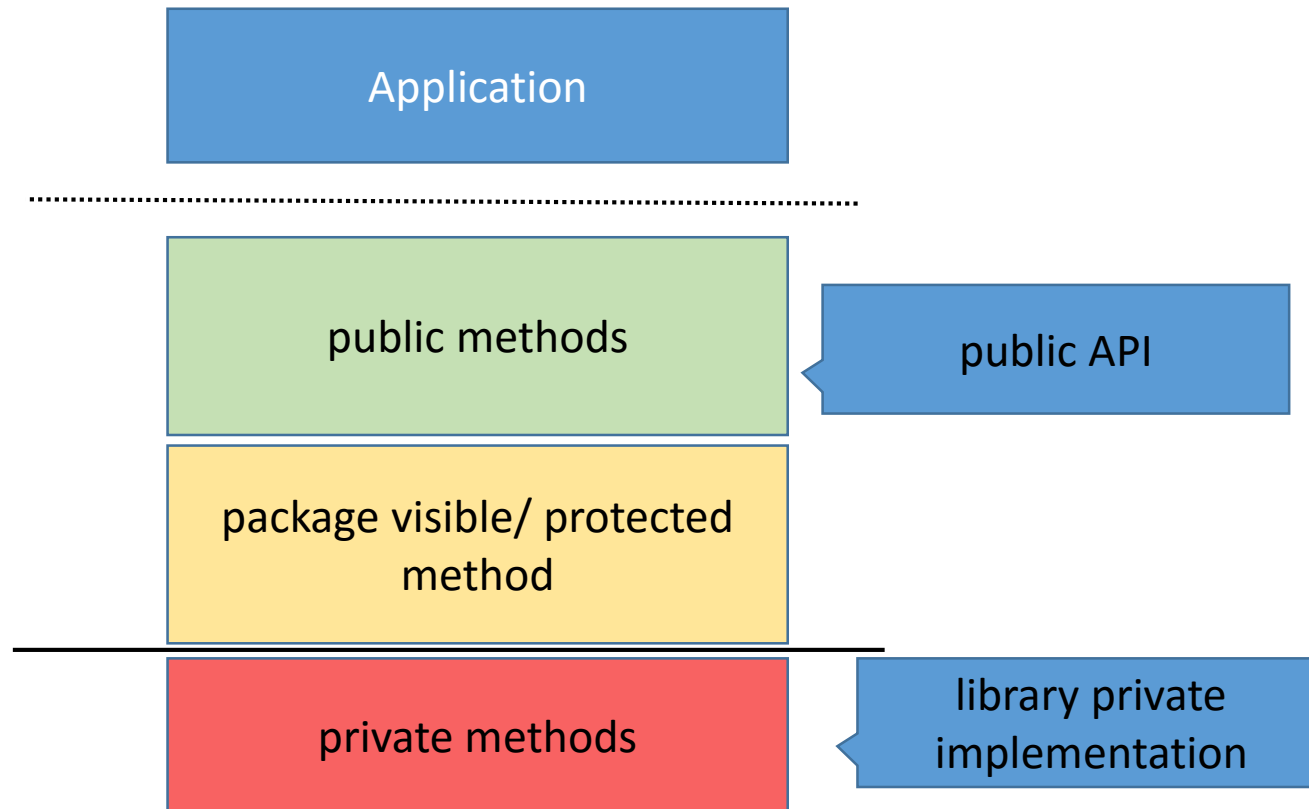 Application
public methods
public API
package visible/ protected
method
private methods
library private
implementation